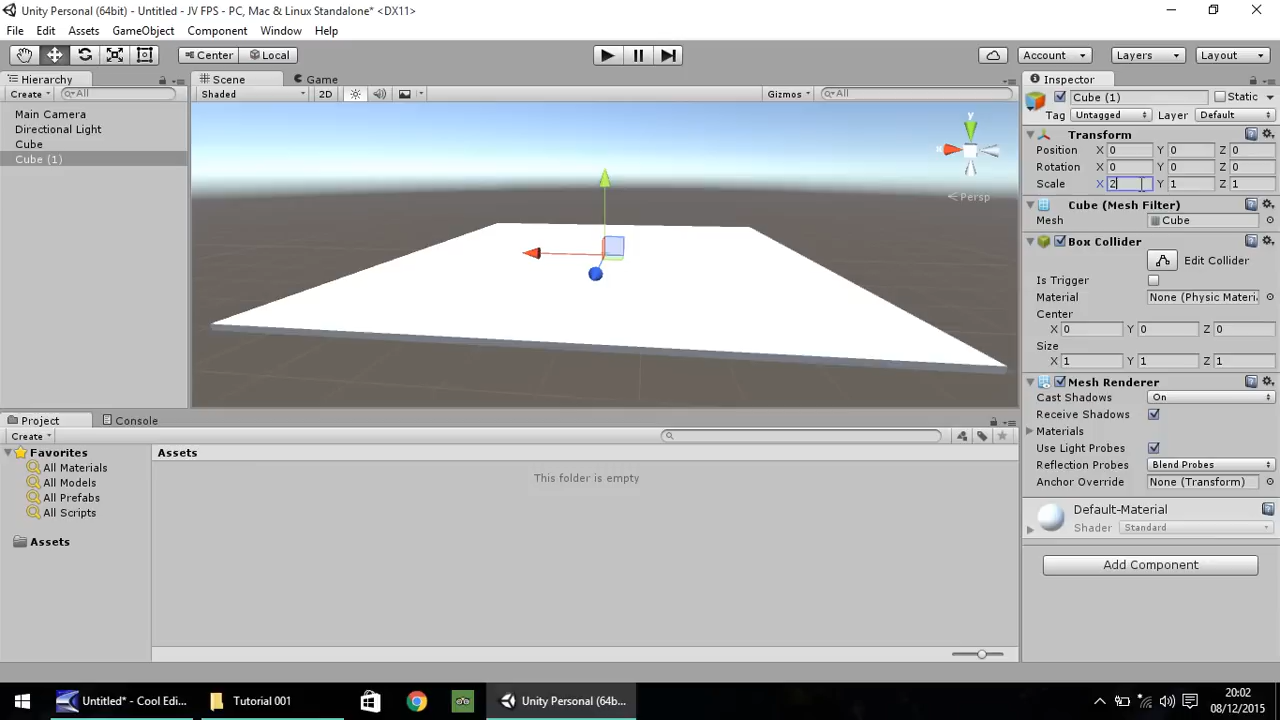 Unity Personal (64bit) - Untitled - JV FPS - PC, Mac & Linux Standalone* <DX11>
File Edit Assets GameObject Component Window Help
Center Local Account Layers Layout
Hierarchy
Create All
Main Camera
Directional Light
Cube
Cube (1)
Scene Game
Shaded 2D Gizmos All
y
x
Persp
Inspector
Cube (1) Static
Tag Untagged Layer Default
Transform
Position X 0 Y 0 Z 0
Rotation X 0 Y 0 Z 0
Scale X 2 Y 1 Z 1
Cube (Mesh Filter)
Mesh Cube
Box Collider
Edit Collider
Is Trigger
Material None (Physic Materi
Center
X 0 Y 0 Z 0
Size
X 1 Y 1 Z 1
Mesh Renderer
Cast Shadows On
Receive Shadows
Materials
Use Light Probes
Reflection Probes Blend Probes
Anchor Override None (Transform)
Default-Material
Shader Standard
Add Component
Project Console
Create
Favorites
All Materials
All Models
All Prefabs
All Scripts
Assets
Assets
This folder is empty
Untitled* - Cool Edi...
Tutorial 001
Unity Personal (64b...
20:02
08/12/2015